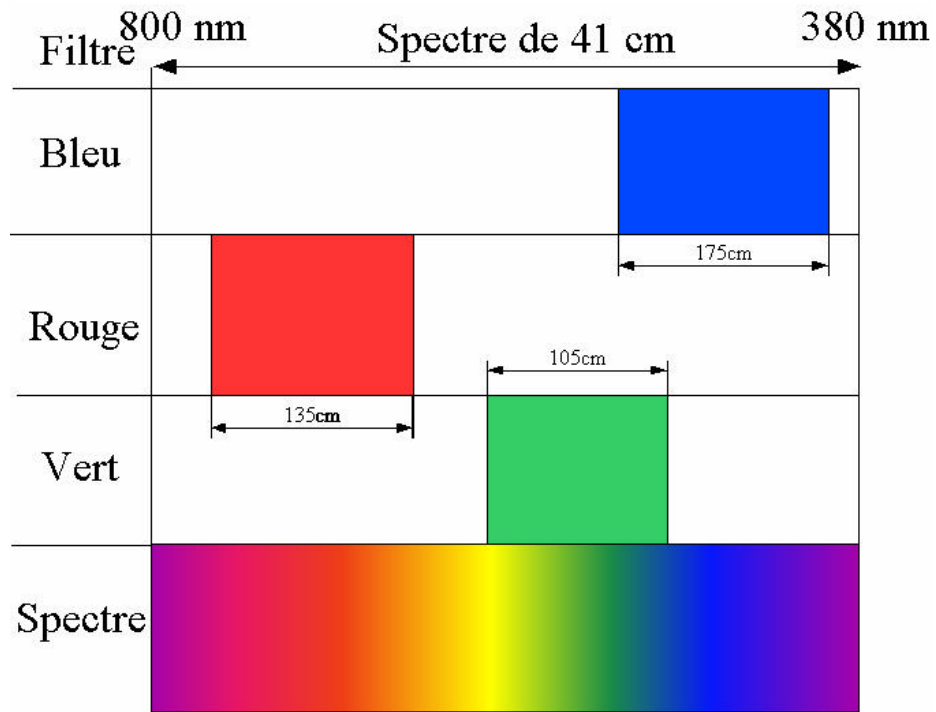 800 nm
380 nm
Spectre de 41 cm
Filtre
Bleu
175cm
Rouge
105cm
135cm
Vert
Spectre